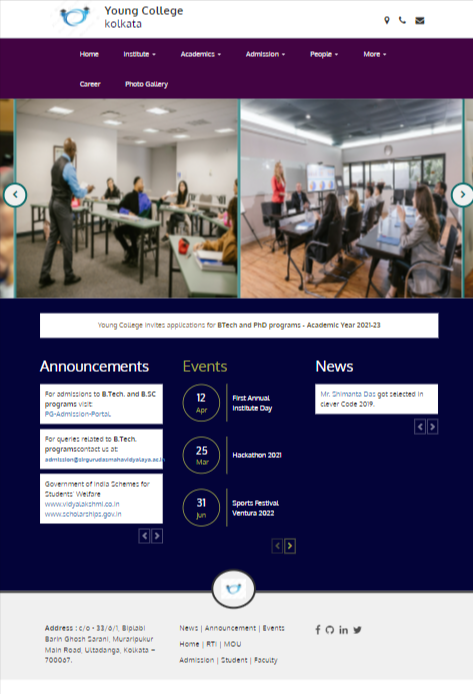 Young College
kolkata
Home Institute Academics Admission People More
Career Photo Gallery
Young College invites applications for BTech and PhD programs - Academic Year 2021-23
Announcements
For admissions to B.Tech. and B.SC
programs visit:
PG-Admission-Portal.
For queries related to B.Tech.
programscontact us at:
Government of India Schemes for
Students' Welfare
www.vidyalakshmi.co.in
www.scholarships.gov.in
Events
12
Apr
First Annual
Institute Day
25
Mar
Hackathon 2021
31
Jun
Sports Festival
Ventura 2022
News
Mr. Shimanta Das got selected in
clever Code 2019.
Address : c/o - 33/6/1, Biplabi
Barin Ghosh Sarani, Muraripukur
Main Road, Ultadanga, Kolkata –
700067.
News | Announcement | Events
Home | RTI | MOU
Admission | Student | Faculty